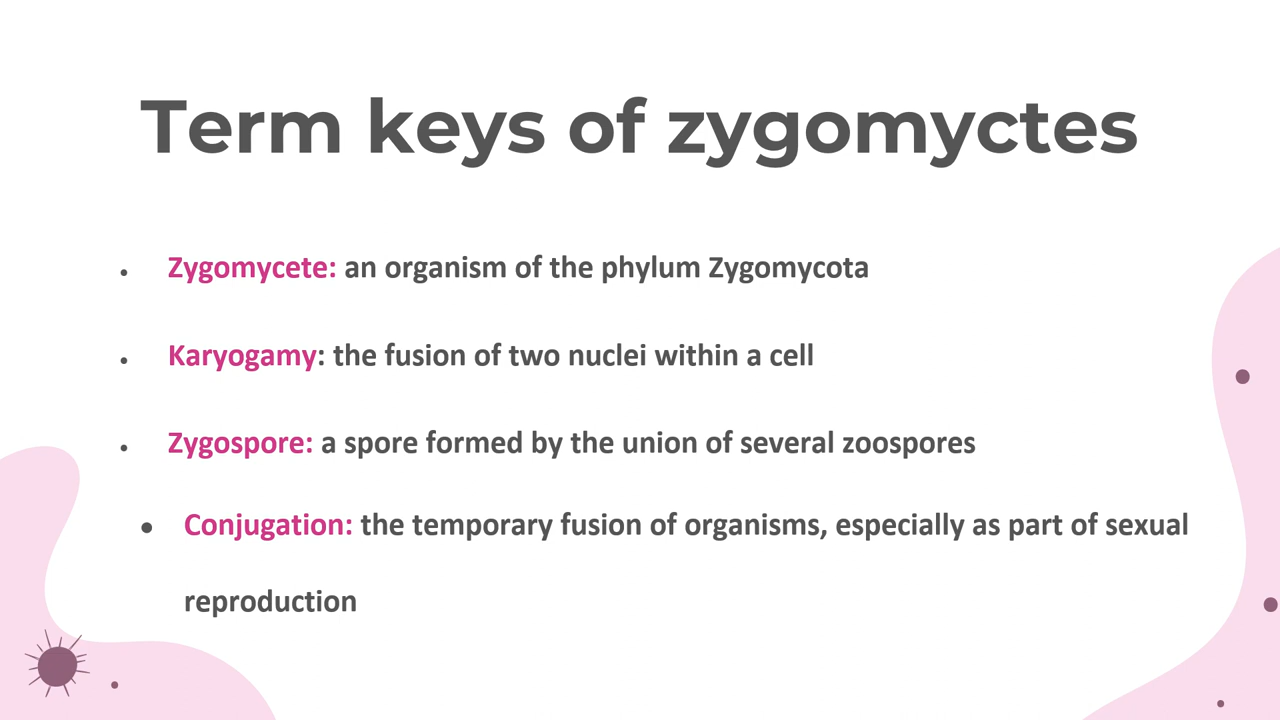 Term keys of zygomyctes
• Zygomycete: an organism of the phylum Zygomycota
• Karyogamy: the fusion of two nuclei within a cell
• Zygospore: a spore formed by the union of several zoospores
• Conjugation: the temporary fusion of organisms, especially as part of sexual
reproduction